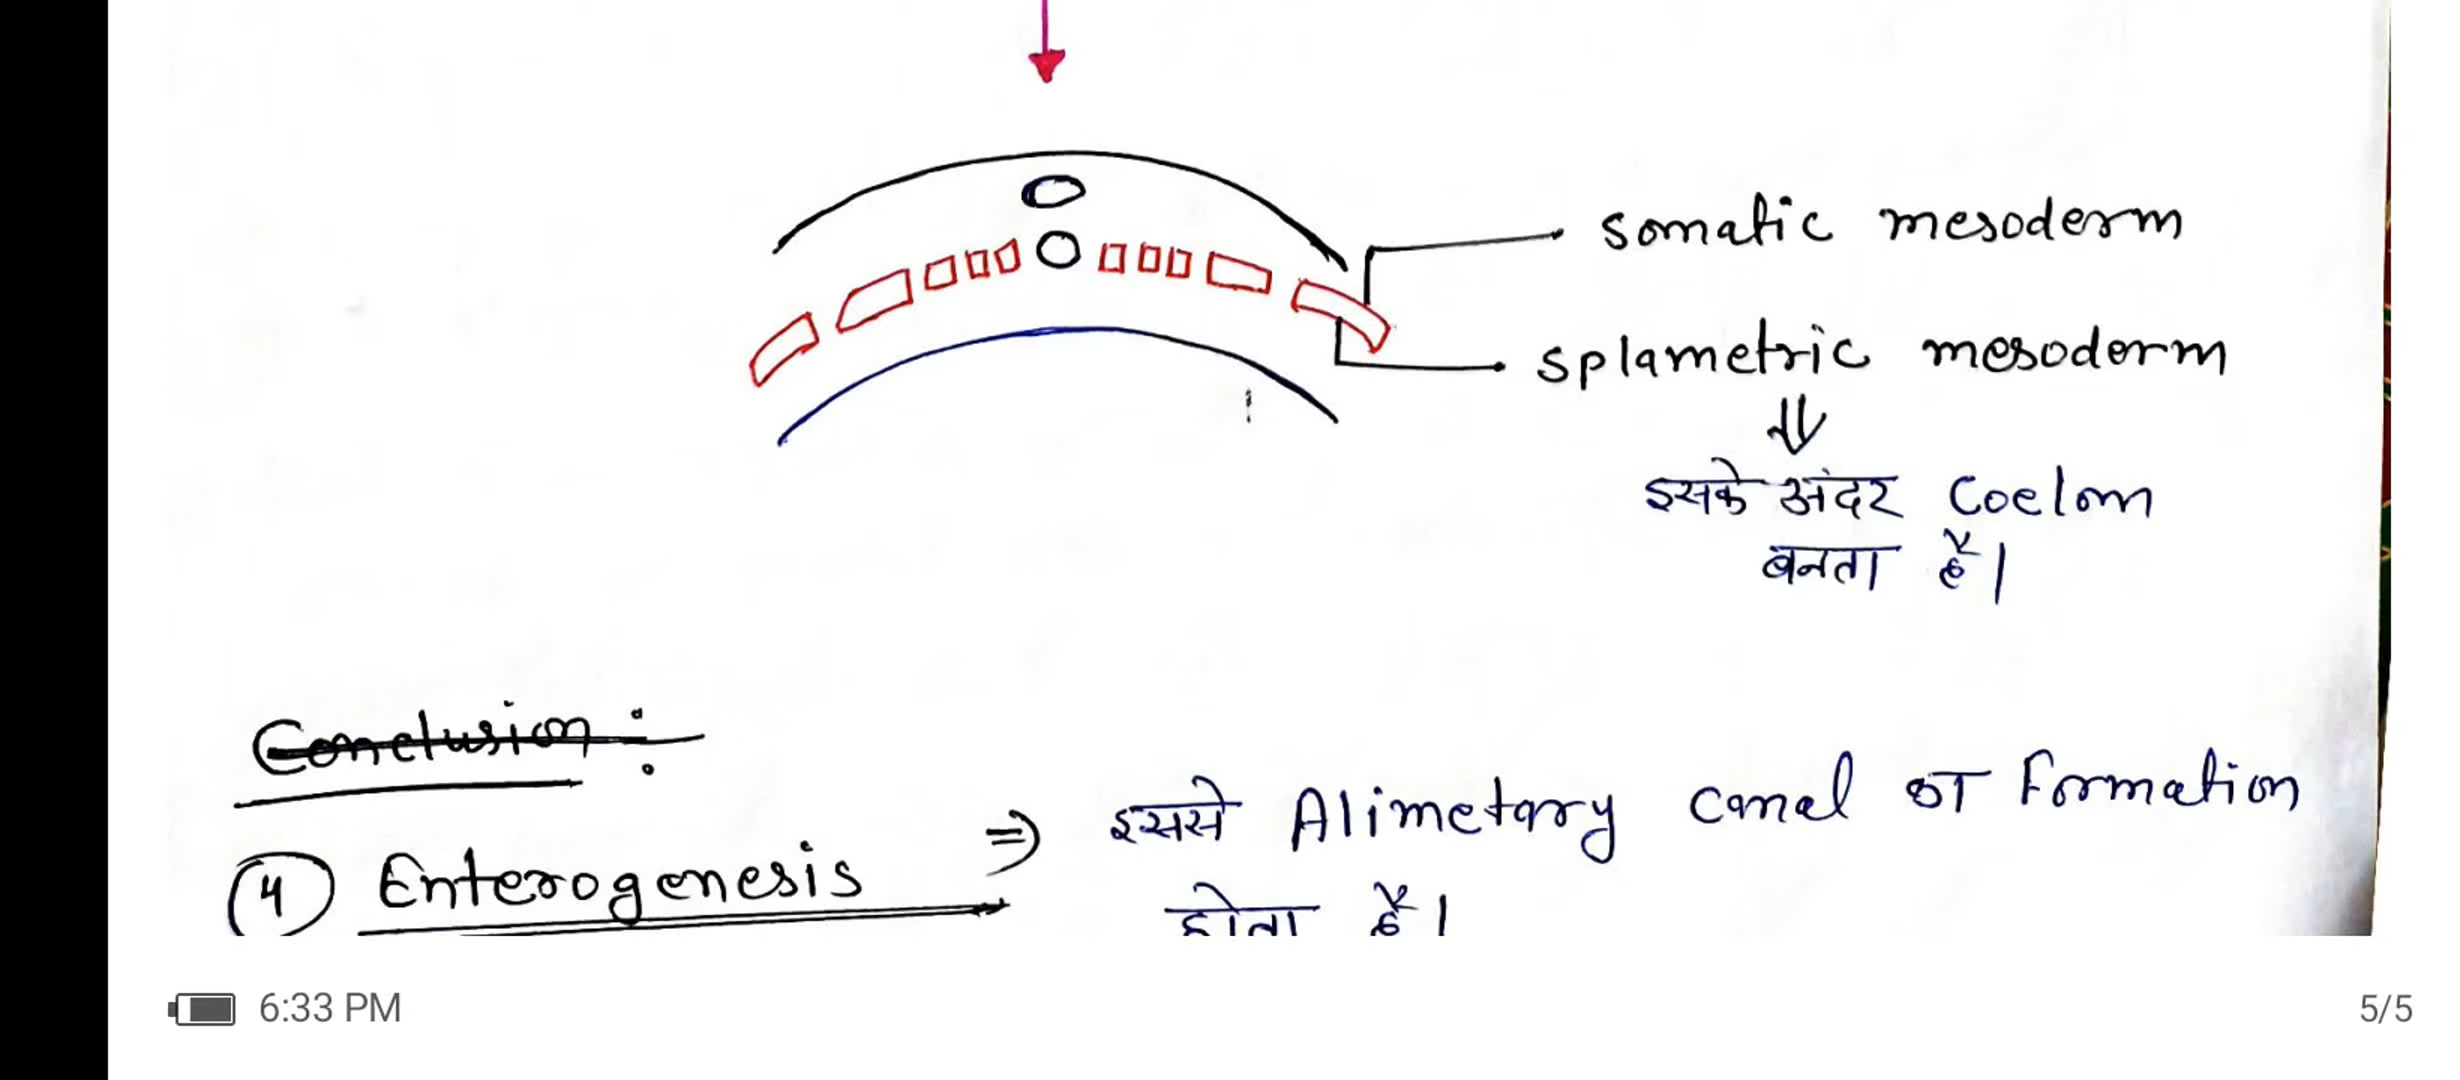 somatic mesoderm
splametric mesoderm
इसके अंदर Coelom
बनता है।
Conclusion :
इससे Alimetary canal का Formation
(4) Enterogenesis ⇒
होता है।
6:33 PM
5/5